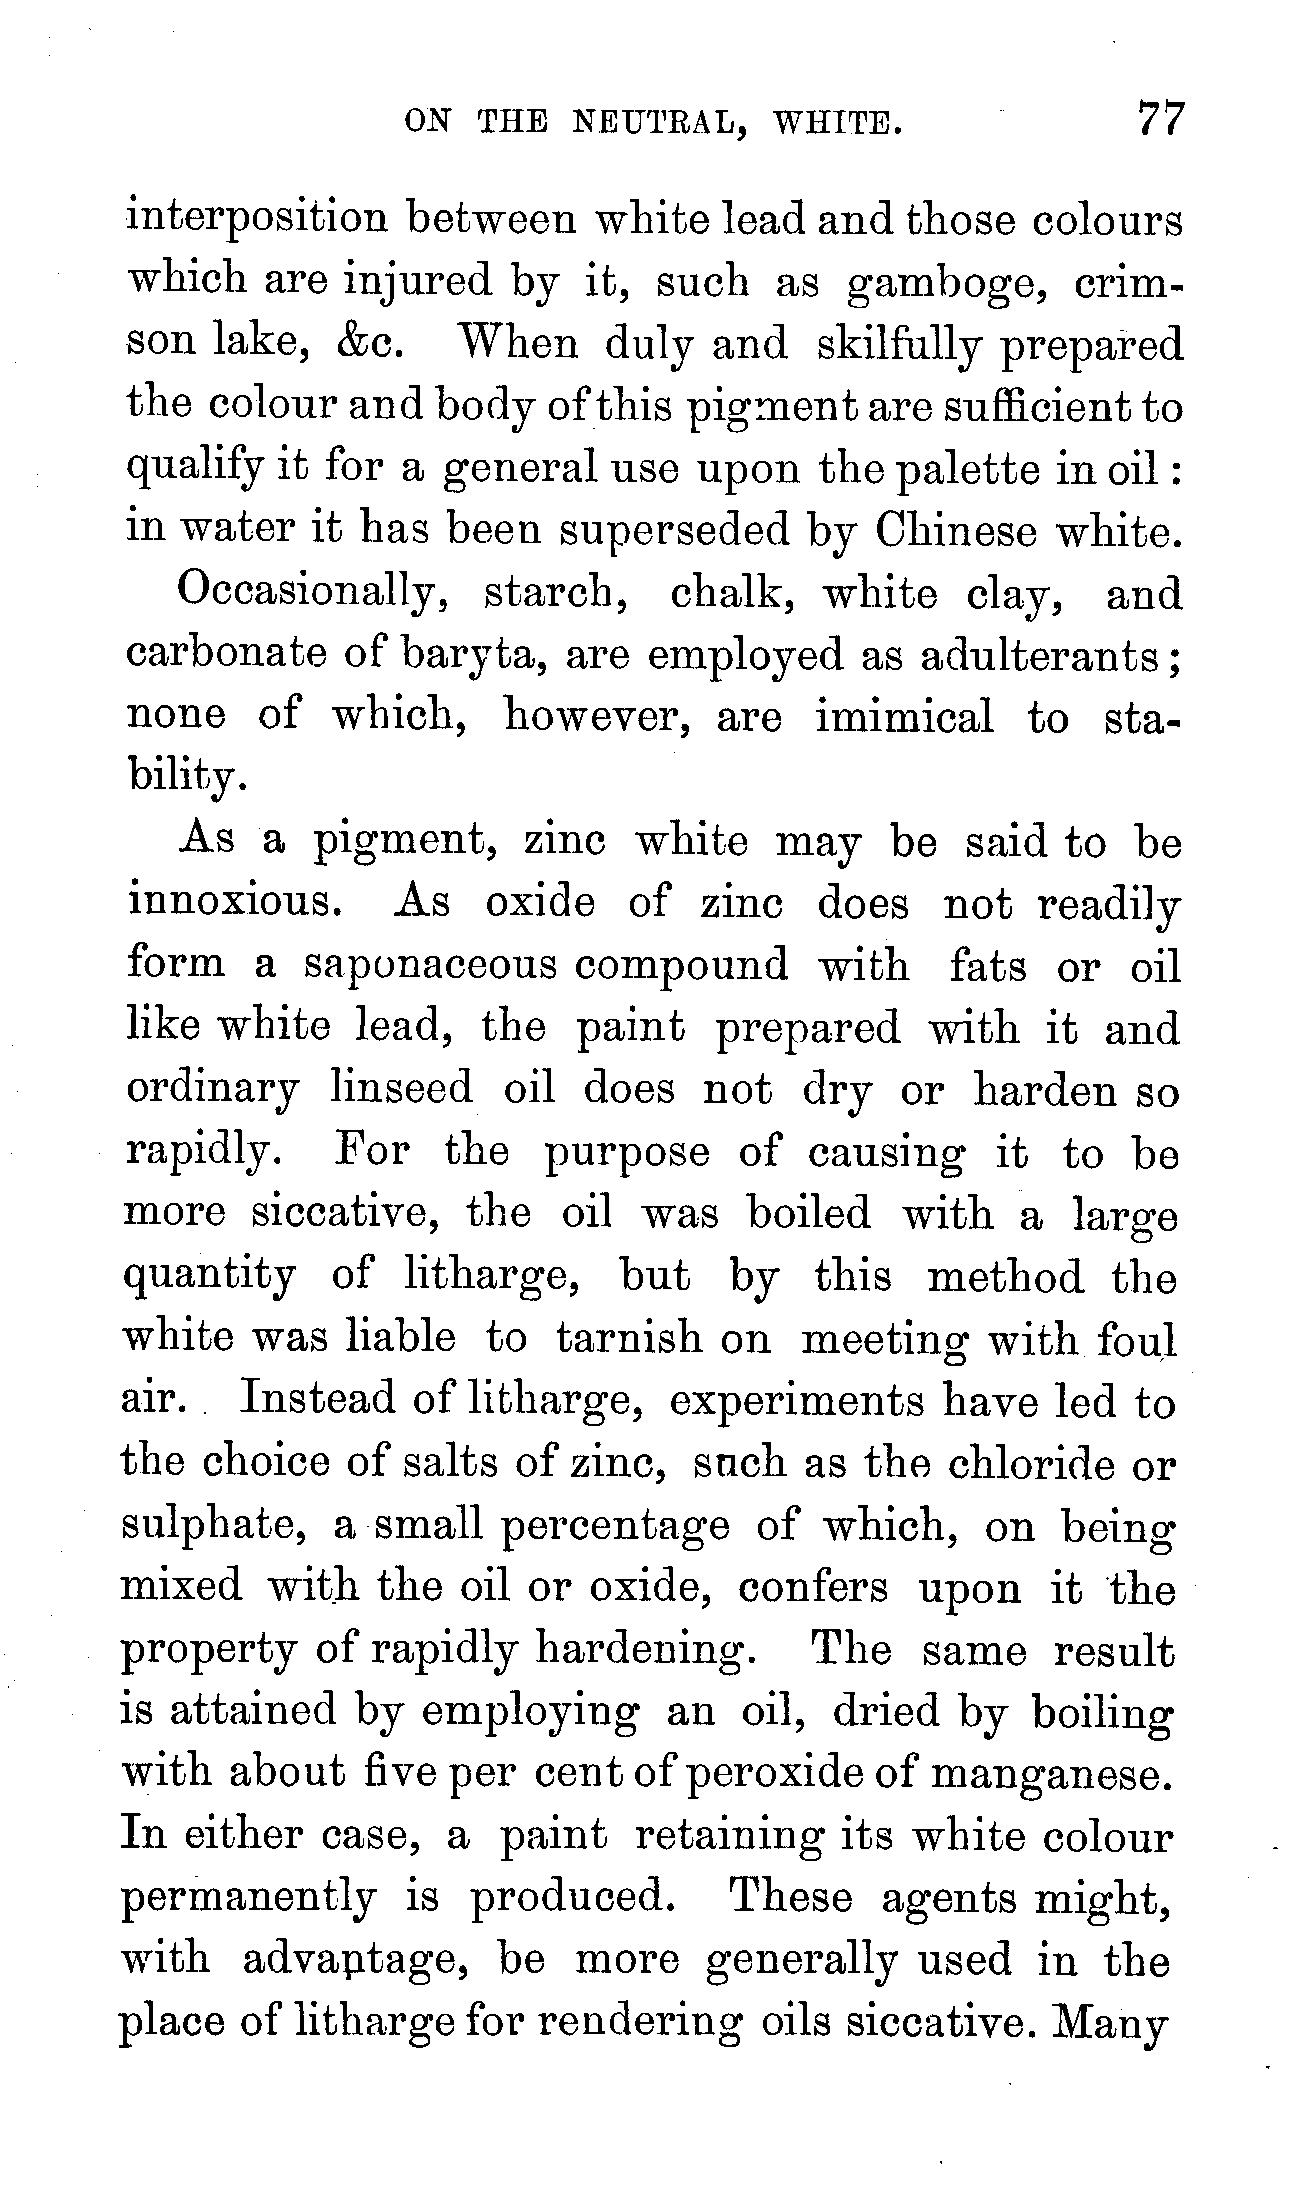 ON THE NEUTRAL, WHITE. 77
interposition between white lead and those colours
which are injured by it, such as gamboge, crim-
son lake, &c. When duly and skilfully prepared
the colour and body of this pigment are sufficient to
qualify it for a general use upon the palette in oil :
in water it has been superseded by Chinese white.
Occasionally, starch, chalk, white clay, and
carbonate of baryta, are employed as adulterants ;
none of which, however, are imimical to sta-
bility.
As a pigment, zinc white may be said to be
innoxious. As oxide of zinc does not readily
form a saponaceous compound with fats or oil
like white lead, the paint prepared with it and
ordinary linseed oil does not dry or harden so
rapidly. For the purpose of causing it to be
more siccative, the oil was boiled with a large
quantity of litharge, but by this method the
white was liable to tarnish on meeting with foul
air. Instead of litharge, experiments have led to
the choice of salts of zinc, such as the chloride or
sulphate, a small percentage of which, on being
mixed with the oil or oxide, confers upon it the
property of rapidly hardening. The same result
is attained by employing an oil, dried by boiling
with about five per cent of peroxide of manganese.
In either case, a paint retaining its white colour
permanently is produced. These agents might,
with advantage, be more generally used in the
place of litharge for rendering oils siccative. Many